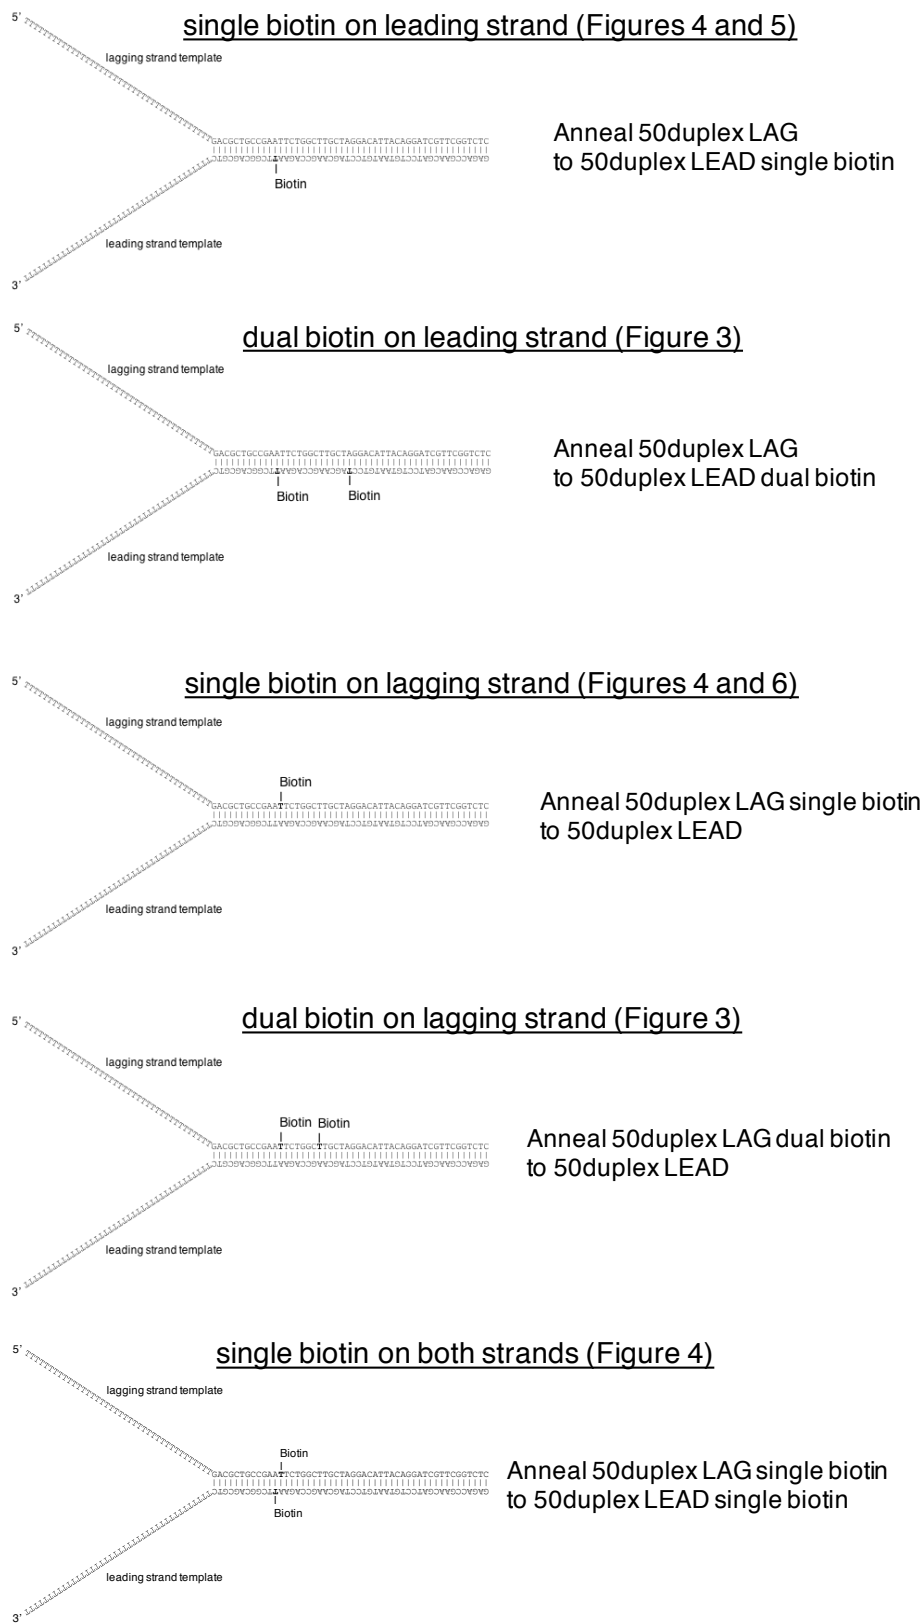 single biotin on leading strand (Figures 4 and 5)
5'
lagging strand template
GACGCTGCCGAATTCTGGCTTGCTAGGACATTACAGGATCGTTCGGTCTC
GAGACCGAACGATCCTGTAATGTCCTAGCAAGCCAGAATTCGGCAGCGTC
Biotin
Anneal 50duplex LAG
to 50duplex LEAD single biotin
leading strand template
3'
dual biotin on leading strand (Figure 3)
5'
lagging strand template
GACGCTGCCGAATTCTGGCTTGCTAGGACATTACAGGATCGTTCGGTCTC
GAGACCGAACGATCCTGTAATGTCCTAGCAAGCCAGAATTCGGCAGCGTC
Biotin Biotin
Anneal 50duplex LAG
to 50duplex LEAD dual biotin
leading strand template
3'
single biotin on lagging strand (Figures 4 and 6)
5'
lagging strand template
Biotin
GACGCTGCCGAATTCTGGCTTGCTAGGACATTACAGGATCGTTCGGTCTC
GAGACCGAACGATCCTGTAATGTCCTAGCAAGCCAGAATTCGGCAGCGTC
Anneal 50duplex LAG single biotin
to 50duplex LEAD
leading strand template
3'
dual biotin on lagging strand (Figure 3)
5'
lagging strand template
Biotin Biotin
GACGCTGCCGAATTCTGGCTTGCTAGGACATTACAGGATCGTTCGGTCTC
GAGACCGAACGATCCTGTAATGTCCTAGCAAGCCAGAATTCGGCAGCGTC
Anneal 50duplex LAG dual biotin
to 50duplex LEAD
leading strand template
3'
single biotin on both strands (Figure 4)
5'
lagging strand template
Biotin
GACGCTGCCGAATTCTGGCTTGCTAGGACATTACAGGATCGTTCGGTCTC
GAGACCGAACGATCCTGTAATGTCCTAGCAAGCCAGAATTCGGCAGCGTC
Biotin
Anneal 50duplex LAG single biotin
to 50duplex LEAD single biotin
leading strand template
3'